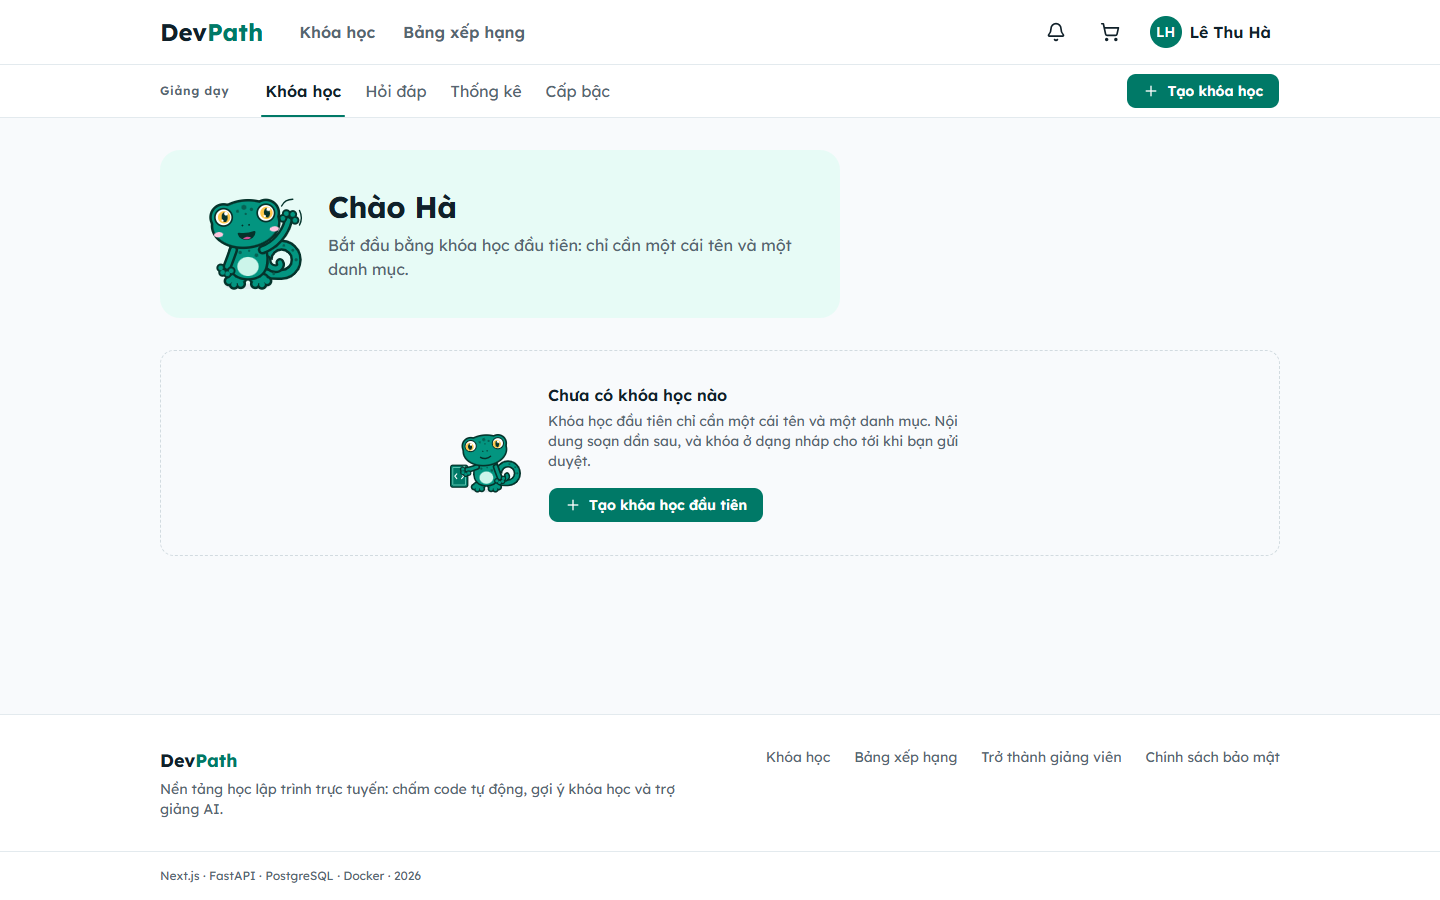 DevPath
Khóa học
Bảng xếp hạng
LH
Lê Thu Hà
Giảng dạy
Khóa học
Hỏi đáp
Thống kê
Cấp bậc
Tạo khóa học
Chào Hà
Bắt đầu bằng khóa học đầu tiên: chỉ cần một cái tên và một
danh mục.
Chưa có khóa học nào
Khóa học đầu tiên chỉ cần một cái tên và một danh mục. Nội
dung soạn dần sau, và khóa ở dạng nháp cho tới khi bạn gửi
duyệt.
Tạo khóa học đầu tiên
DevPath
Nền tảng học lập trình trực tuyến: chấm code tự động, gợi ý khóa học và trợ
giảng AI.
Khóa học
Bảng xếp hạng
Trở thành giảng viên
Chính sách bảo mật
Next.js · FastAPI · PostgreSQL · Docker · 2026